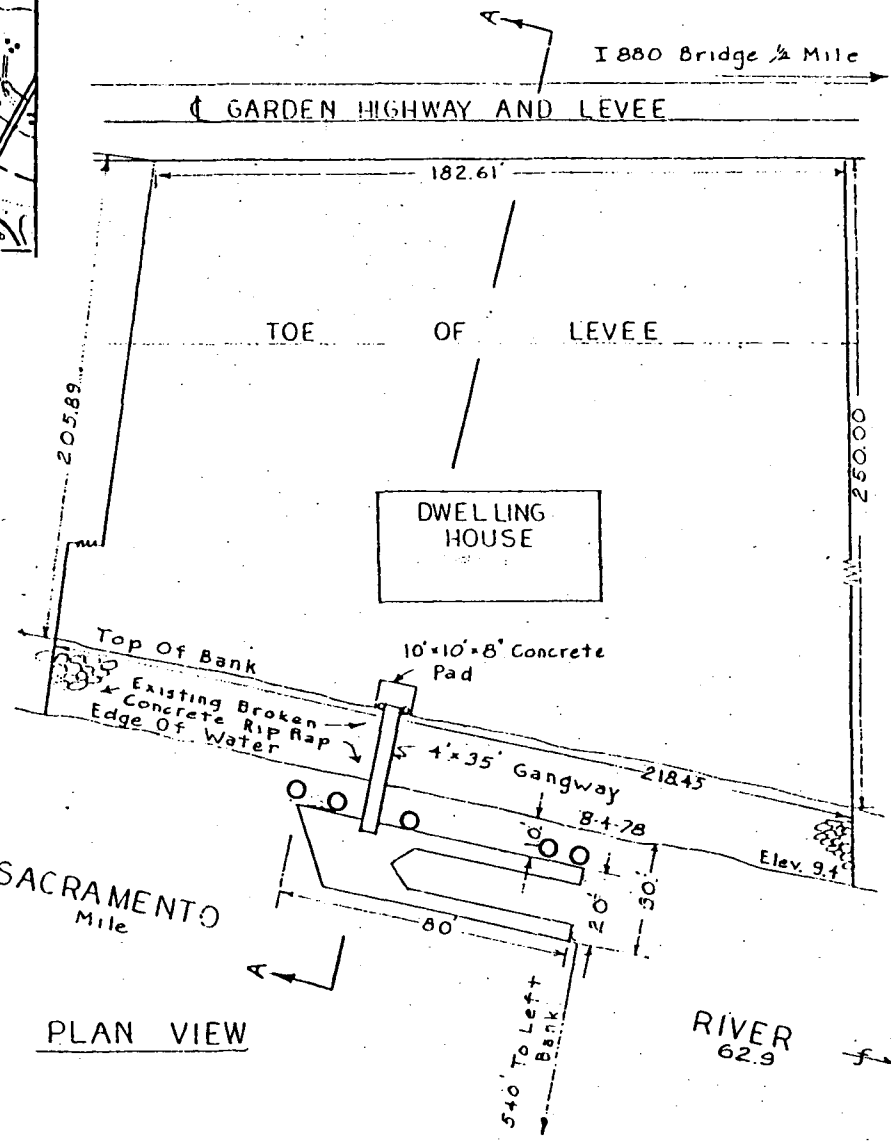 A
I 880 Bridge ½ Mile
℄ GARDEN HIGHWAY AND LEVEE
182.61'
TOE OF LEVEE
205.89
250.00
DWELLING
HOUSE
10'×10'×8" Concrete
Pad
Top Of Bank
Existing Broken
Concrete Rip Rap
Edge Of Water
4'×35' Gangway
218.45
8-4-78
Elev. 9.4
10'
20'
30'
80'
SACRAMENTO
Mile
A
540' To Left
Bank
RIVER
62.9
PLAN VIEW